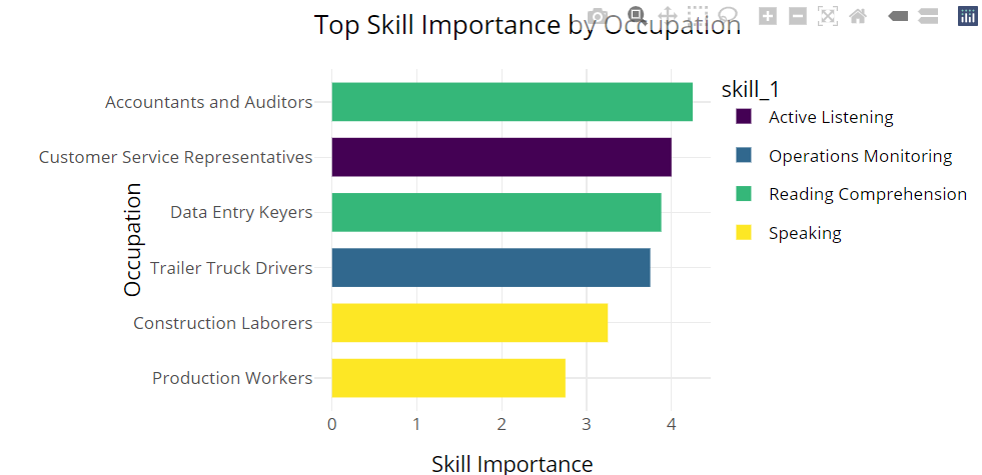 Top Skill Importance by Occupation
skill_1
Active Listening
Operations Monitoring
Reading Comprehension
Speaking
Occupation
Accountants and Auditors
Customer Service Representatives
Data Entry Keyers
Trailer Truck Drivers
Construction Laborers
Production Workers
0 1 2 3 4
Skill Importance